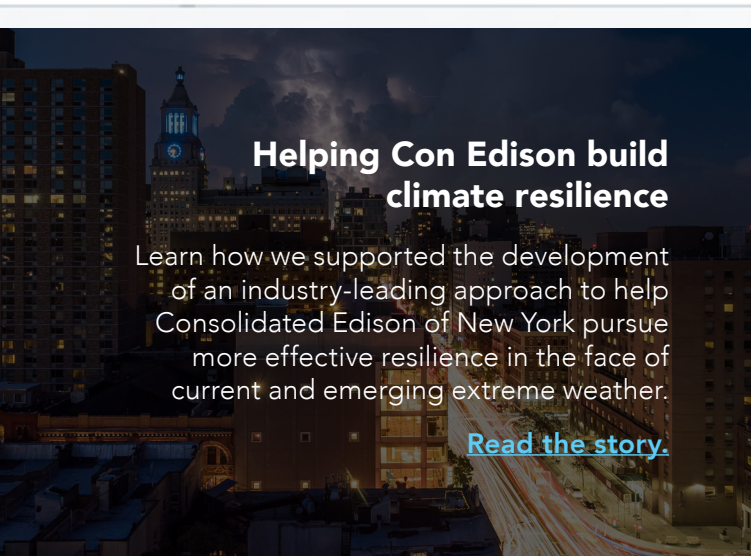 Helping Con Edison build
climate resilience
Learn how we supported the development
of an industry-leading approach to help
Consolidated Edison of New York pursue
more effective resilience in the face of
current and emerging extreme weather.
Read the story.